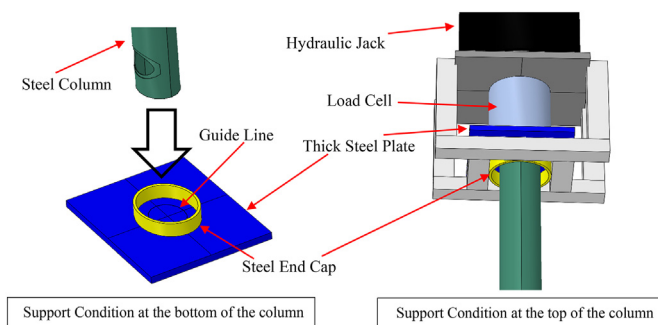 Hydraulic Jack
Steel Column
Load Cell
Guide Line
Thick Steel Plate
Steel End Cap
Support Condition at the bottom of the column
Support Condition at the top of the column